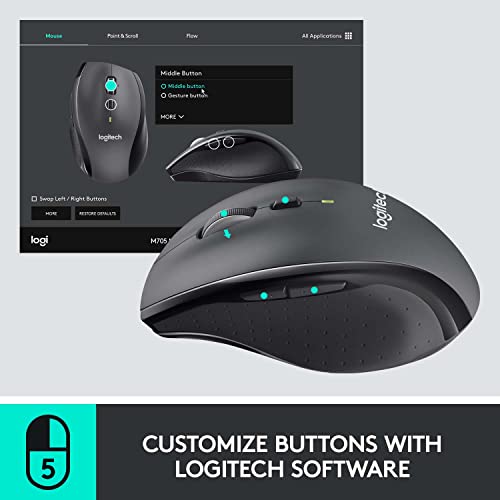 Mouse
Point & Scroll
Flow
All Applications
Middle Button
Middle button
Gesture button
MORE
logitech
Swap Left / Right Buttons
MORE
RESTORE DEFAULTS
logi
M705
logitech
5
CUSTOMIZE BUTTONS WITH
LOGITECH SOFTWARE